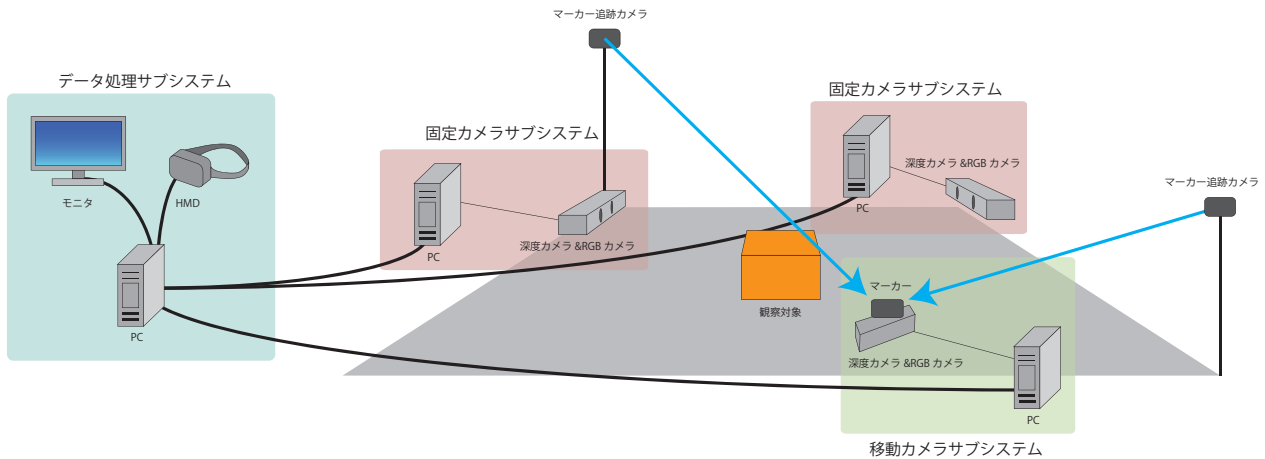 マーカー追跡カメラ
データ処理サブシステム
モニタ
HMD
PC
固定カメラサブシステム
PC
深度カメラ &RGB カメラ
固定カメラサブシステム
深度カメラ &RGB カメラ
PC
マーカー追跡カメラ
観察対象
マーカー
深度カメラ &RGB カメラ
PC
移動カメラサブシステム